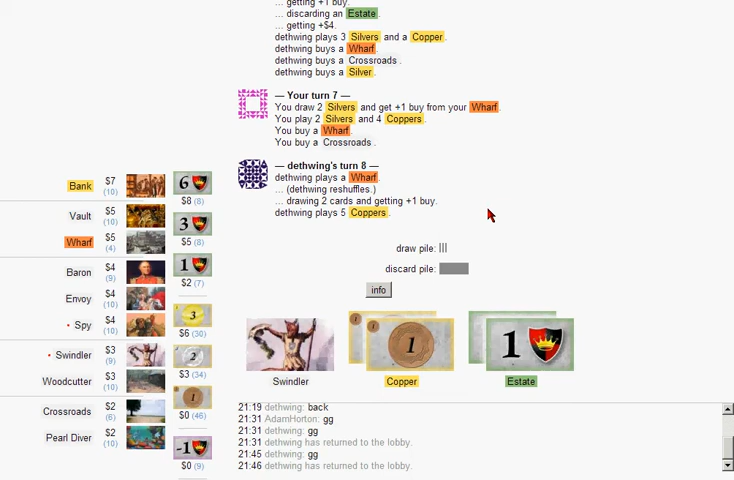 ... getting +1 buy.
... discarding an Estate.
... getting +$4.
dethwing plays 3 Silvers and a Copper.
dethwing buys a Wharf.
dethwing buys a Crossroads.
dethwing buys a Silver.
— Your turn 7 —
You draw 2 Silvers and get +1 buy from your Wharf.
You play 2 Silvers and 4 Coppers.
You buy a Wharf.
You buy a Crossroads.
— dethwing's turn 8 —
dethwing plays a Wharf.
... (dethwing reshuffles.)
... drawing 2 cards and getting +1 buy.
dethwing plays 5 Coppers.
Bank $7 (10)
Vault $5 (10)
Wharf $5 (4)
Baron $4 (9)
Envoy $4 (10)
• Spy $4 (10)
• Swindler $3 (9)
Woodcutter $3 (10)
Crossroads $2 (6)
Pearl Diver $2 (10)
6
$8 (8)
3
$5 (8)
1
$2 (7)
3
$6 (30)
2
$3 (34)
1
$0 (46)
-1
$0 (9)
draw pile:
discard pile:
info
1
1
1
Swindler
Copper
Estate
21:19 dethwing: back
21:31 AdamHorton: gg
21:31 dethwing: gg
21:31 dethwing has returned to the lobby.
21:45 dethwing: gg
21:46 dethwing has returned to the lobby.